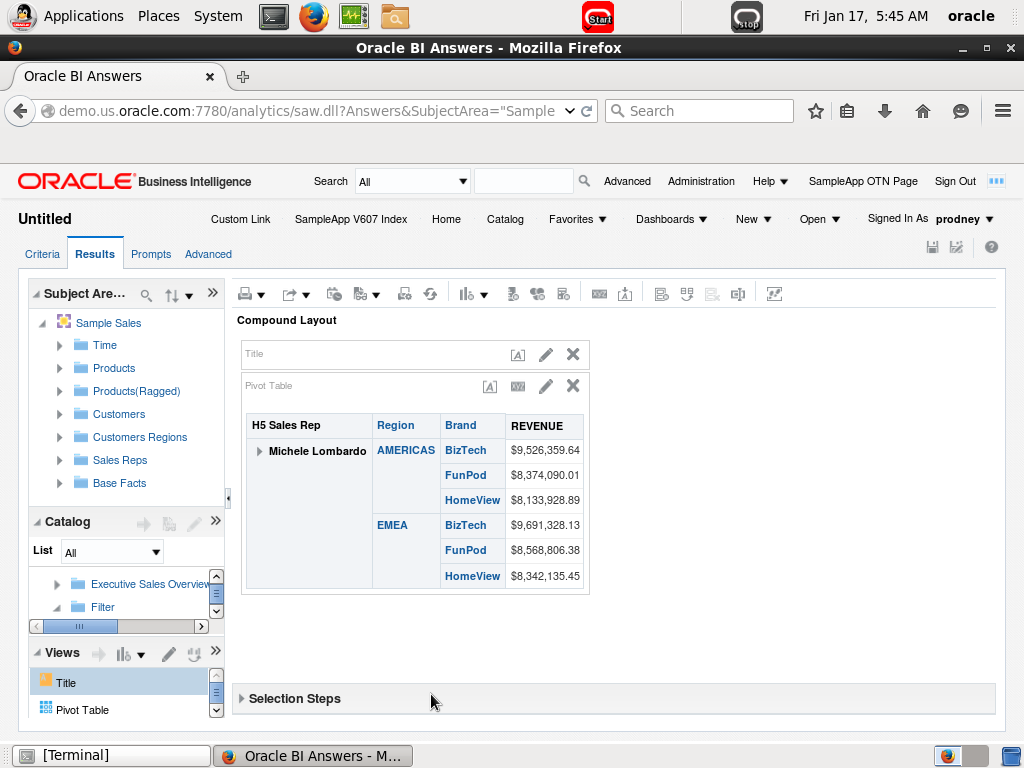 Applications Places System Start stop Fri Jan 17, 5:45 AM oracle
Oracle BI Answers - Mozilla Firefox
Oracle BI Answers
demo.us.oracle.com:7780/analytics/saw.dll?Answers&SubjectArea="Sample Search
ORACLE Business Intelligence Search All Advanced Administration Help SampleApp OTN Page Sign Out
Untitled Custom Link SampleApp V607 Index Home Catalog Favorites Dashboards New Open Signed In As prodney
Criteria Results Prompts Advanced
Subject Are...
Sample Sales
Time
Products
Products(Ragged)
Customers
Customers Regions
Sales Reps
Base Facts
Catalog
List All
Executive Sales Overview
Filter
Views
Title
Pivot Table
Compound Layout
Title
Pivot Table
H5 Sales Rep Region Brand REVENUE
Michele Lombardo AMERICAS BizTech $9,526,359.64
FunPod $8,374,090.01
HomeView $8,133,928.89
EMEA BizTech $9,691,328.13
FunPod $8,568,806.38
HomeView $8,342,135.45
Selection Steps
[Terminal] Oracle BI Answers - M...